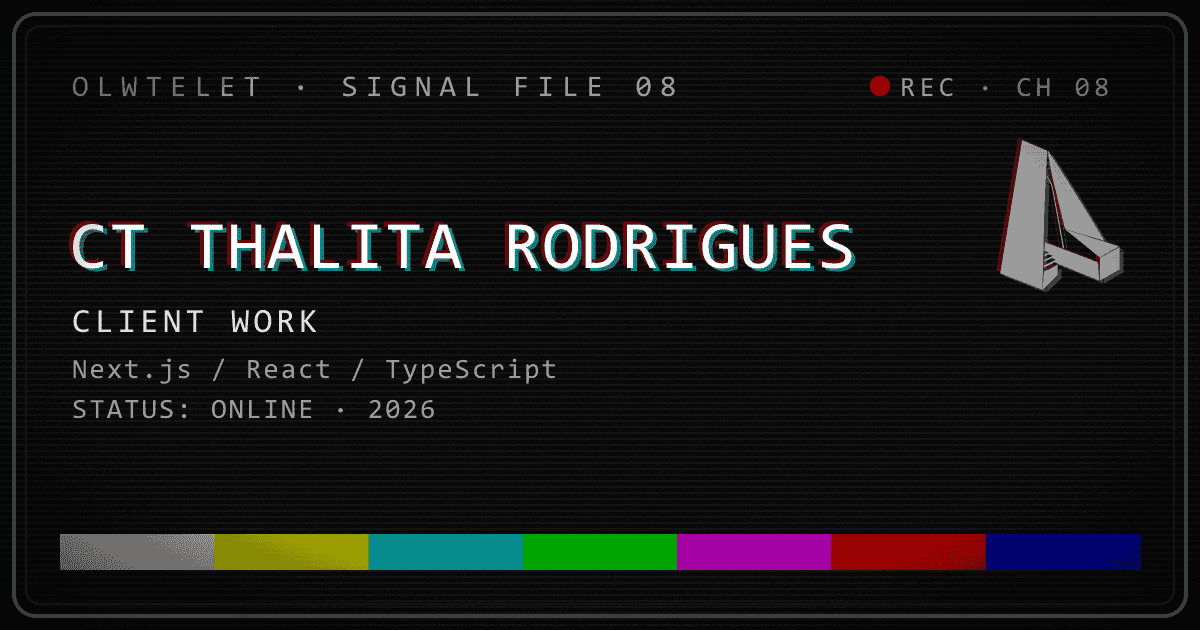 OLWTELET · SIGNAL FILE 08
REC · CH 08
CT THALITA RODRIGUES
CLIENT WORK
Next.js / React / TypeScript
STATUS: ONLINE · 2026